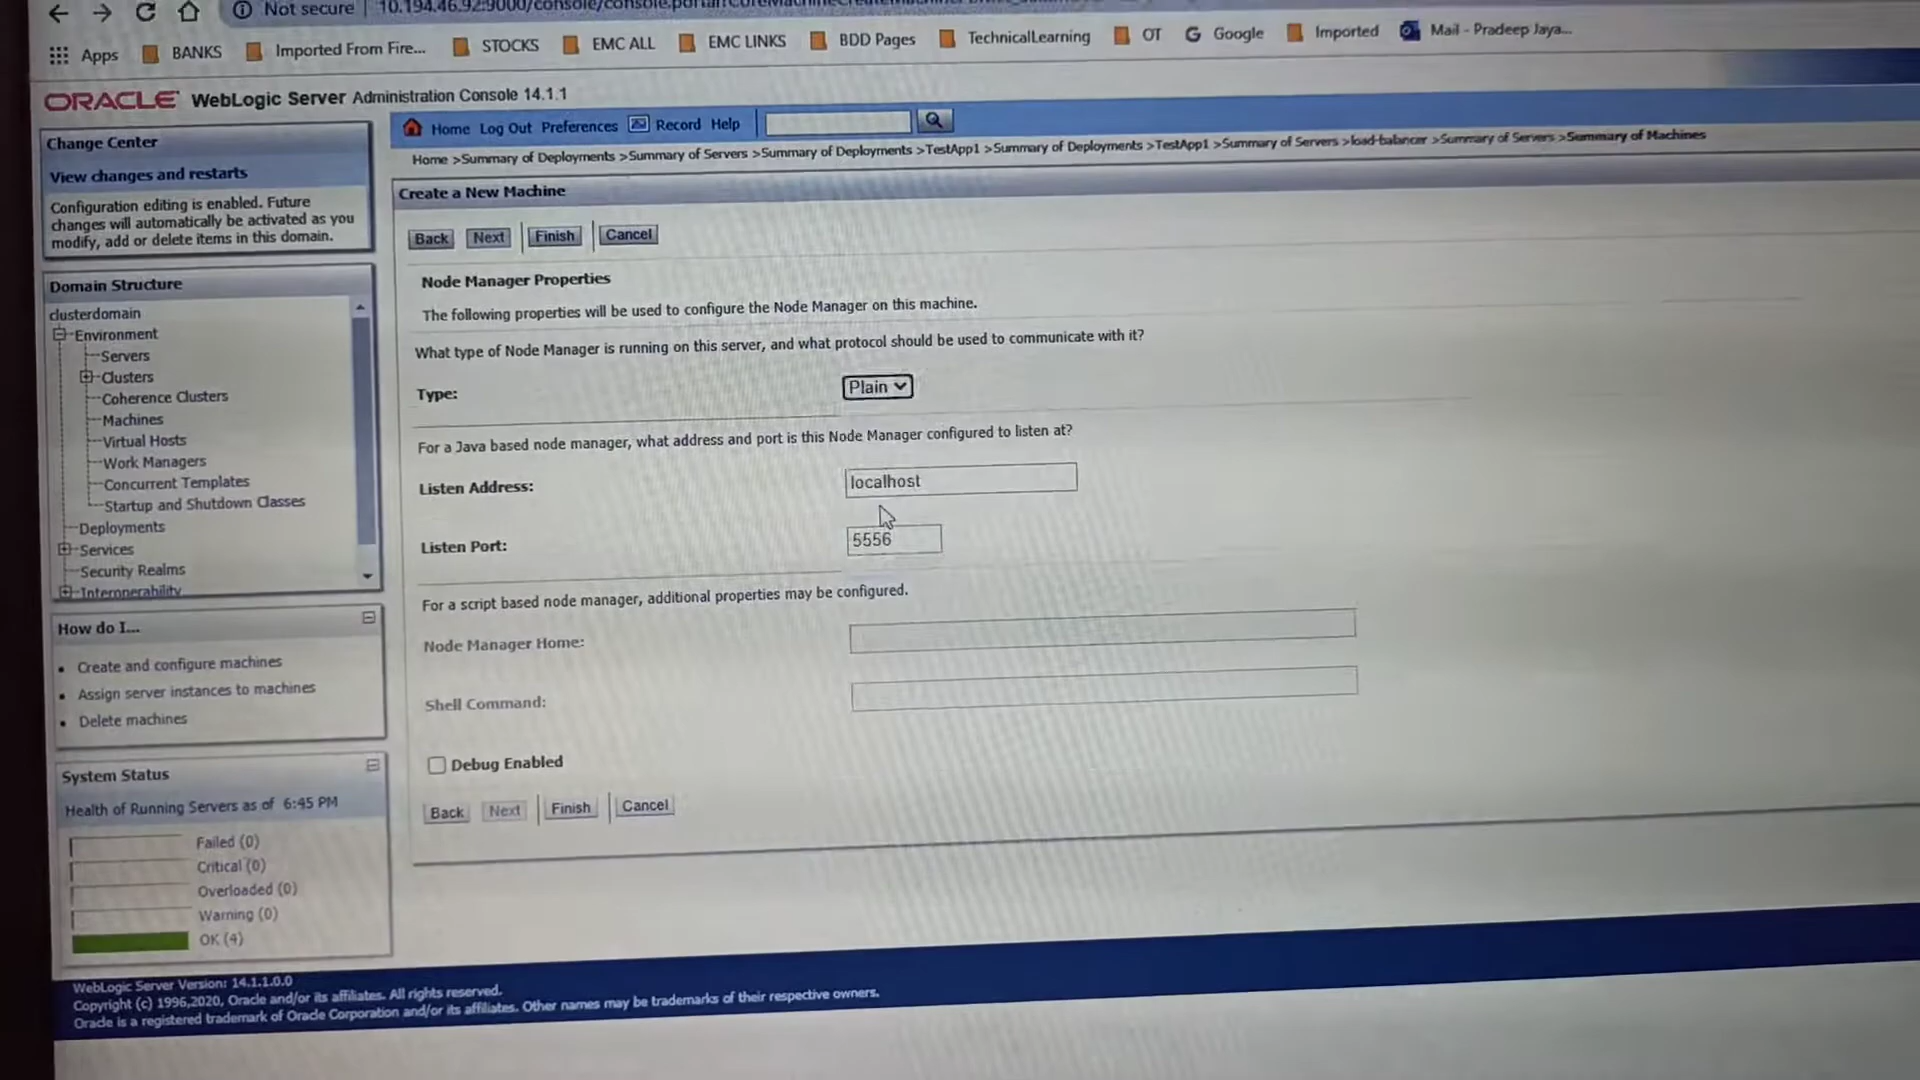 Not secure
Apps BANKS Imported From Fire... STOCKS EMC ALL EMC LINKS BDD Pages TechnicalLearning OT Google Imported Mail - Pradeep Jaya...
ORACLE WebLogic Server Administration Console 14.1.1
Change Center
View changes and restarts
Configuration editing is enabled. Future
changes will automatically be activated as you
modify, add or delete items in this domain.
Domain Structure
clusterdomain
Environment
Servers
Clusters
Coherence Clusters
Machines
Virtual Hosts
Work Managers
Concurrent Templates
Startup and Shutdown Classes
Deployments
Services
Security Realms
Interoperability
How do I...
Create and configure machines
Assign server instances to machines
Delete machines
System Status
Health of Running Servers as of 6:45 PM
Failed (0)
Critical (0)
Overloaded (0)
Warning (0)
OK (4)
Home Log Out Preferences Record Help
Home >Summary of Deployments >Summary of Servers >Summary of Deployments >TestApp1 >Summary of Deployments >TestApp1 >Summary of Servers >load-balancer >Summary of Servers >Summary of Machines
Create a New Machine
Back Next Finish Cancel
Node Manager Properties
The following properties will be used to configure the Node Manager on this machine.
What type of Node Manager is running on this server, and what protocol should be used to communicate with it?
Type: Plain
For a Java based node manager, what address and port is this Node Manager configured to listen at?
Listen Address: localhost
Listen Port: 5556
For a script based node manager, additional properties may be configured.
Node Manager Home:
Shell Command:
Debug Enabled
Back Next Finish Cancel
WebLogic Server Version: 14.1.1.0.0
Copyright (c) 1996,2020, Oracle and/or its affiliates. All rights reserved.
Oracle is a registered trademark of Oracle Corporation and/or its affiliates. Other names may be trademarks of their respective owners.